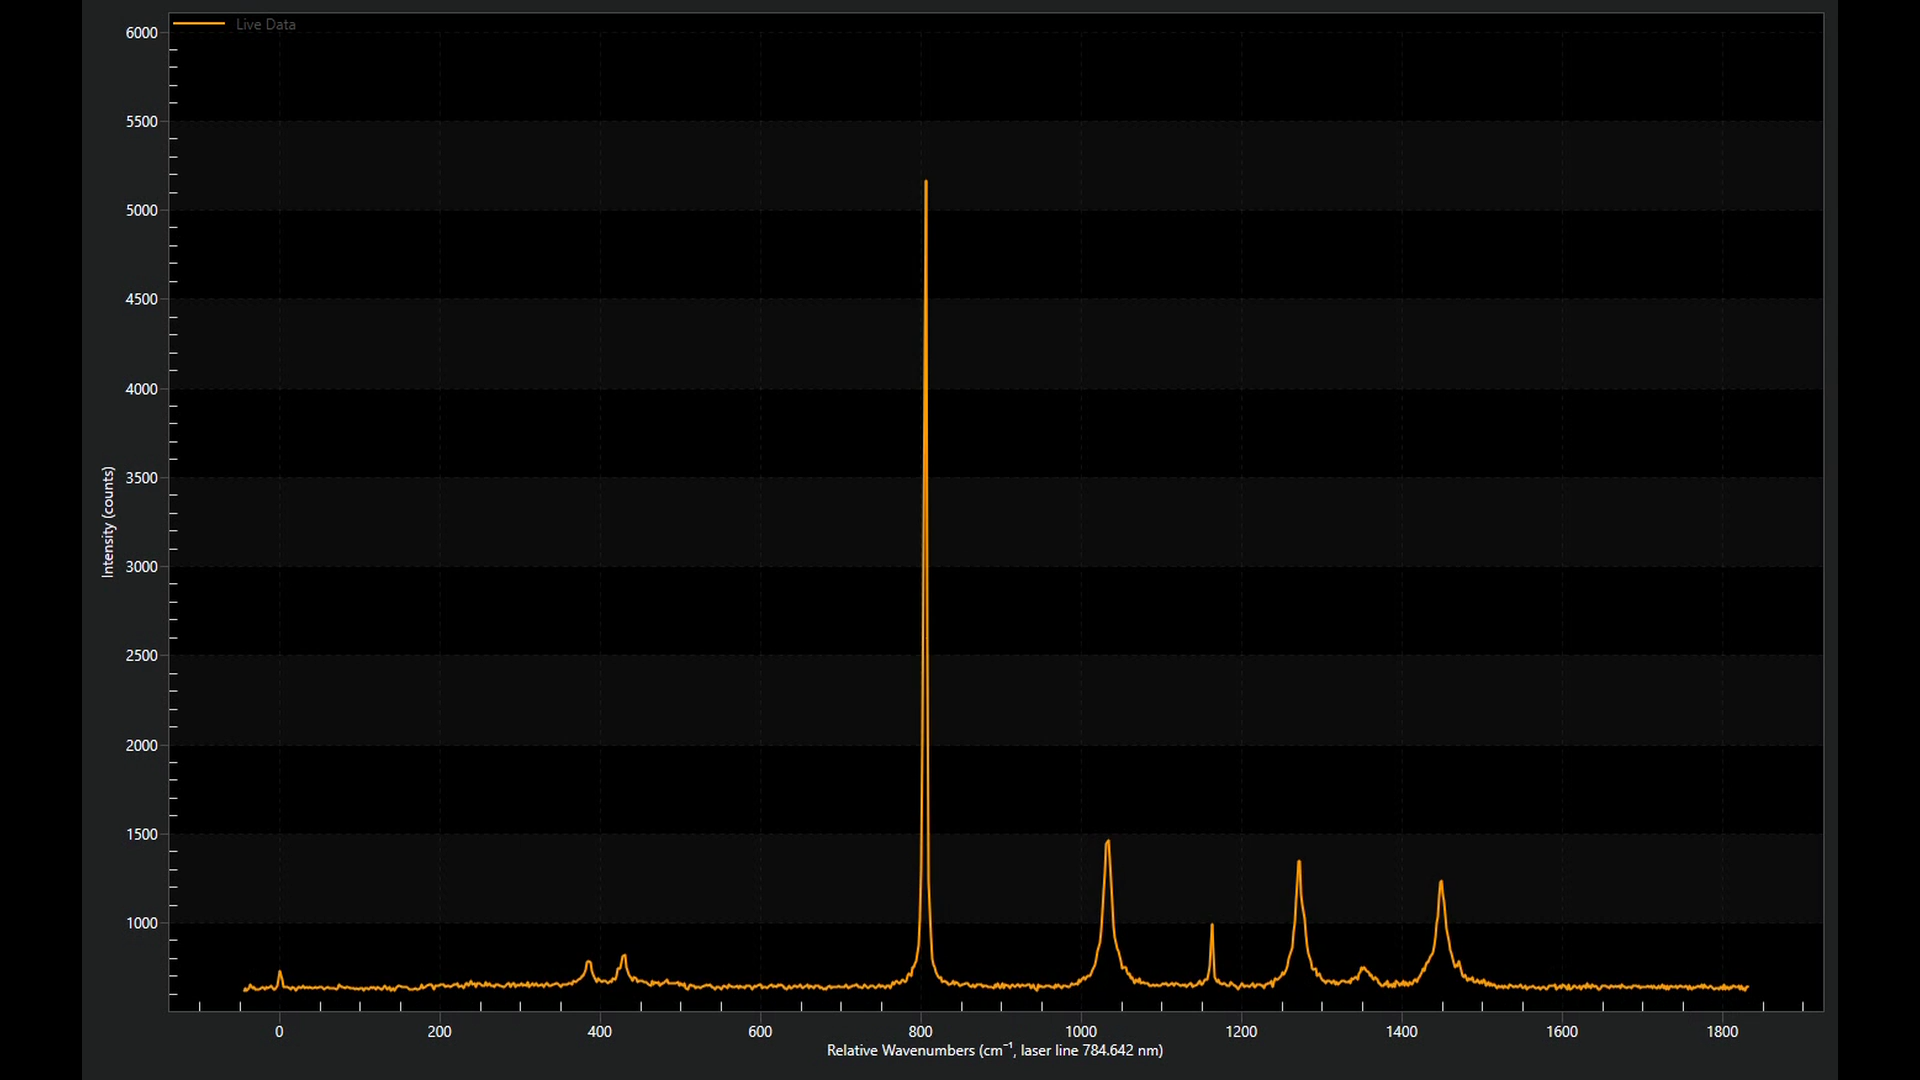 Live Data
6000
5500
5000
4500
4000
3500
3000
2500
2000
1500
1000
Intensity (counts)
0 200 400 600 800 1000 1200 1400 1600 1800
Relative Wavenumbers (cm⁻¹, laser line 784.642 nm)